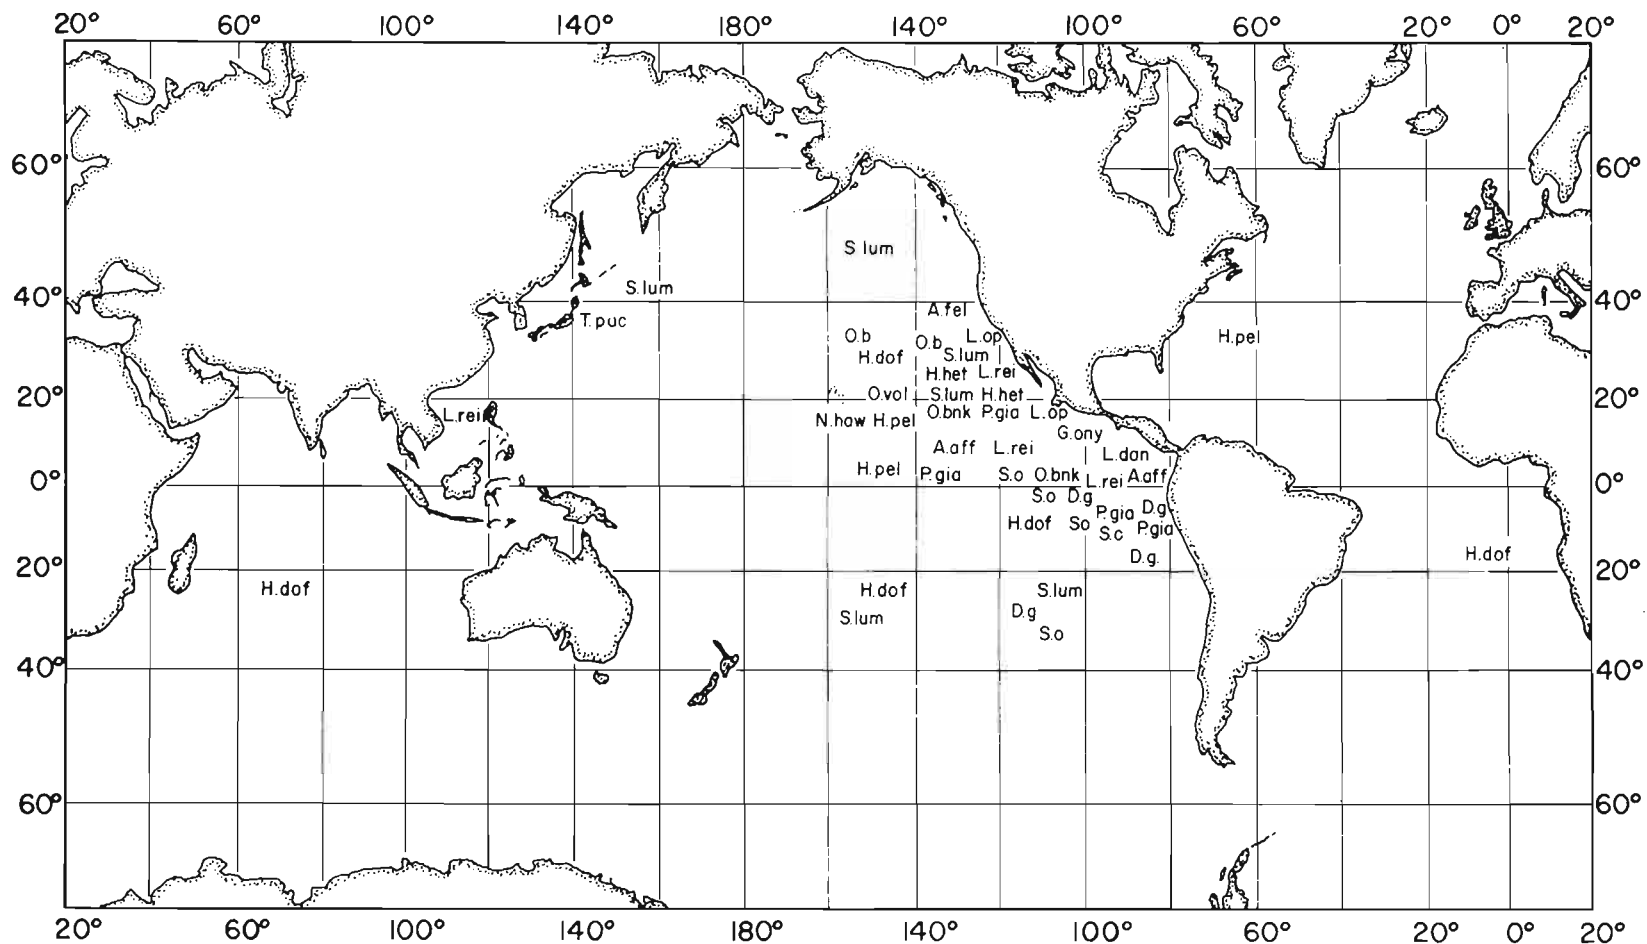 20° 60° 100° 140° 180° 140° 100° 60° 20° 0° 20°
60° 60°
S lum
S.lum
40° 40°
A.fel
T. puc
O.b O.b L.op H.pel
H.dof S.lum
H.het L.rei
20° O.vol S.lum H.het 20°
L.rei O.bnk P.gia L.op
N.how H.pel
G.ony
A.aff L.rei L.dan
H.pel P.gia S.o O.bnk L.rei A.aff
0° 0°
S.o D.g D.g
P.gia
H.dof So S.c P.gia
D.g. H.dof
20° 20°
H.dof H.dof S.lum
S.lum D.g
S.o
40° 40°
60° 60°
20° 60° 100° 140° 180° 140° 100° 60° 20° 0° 20°